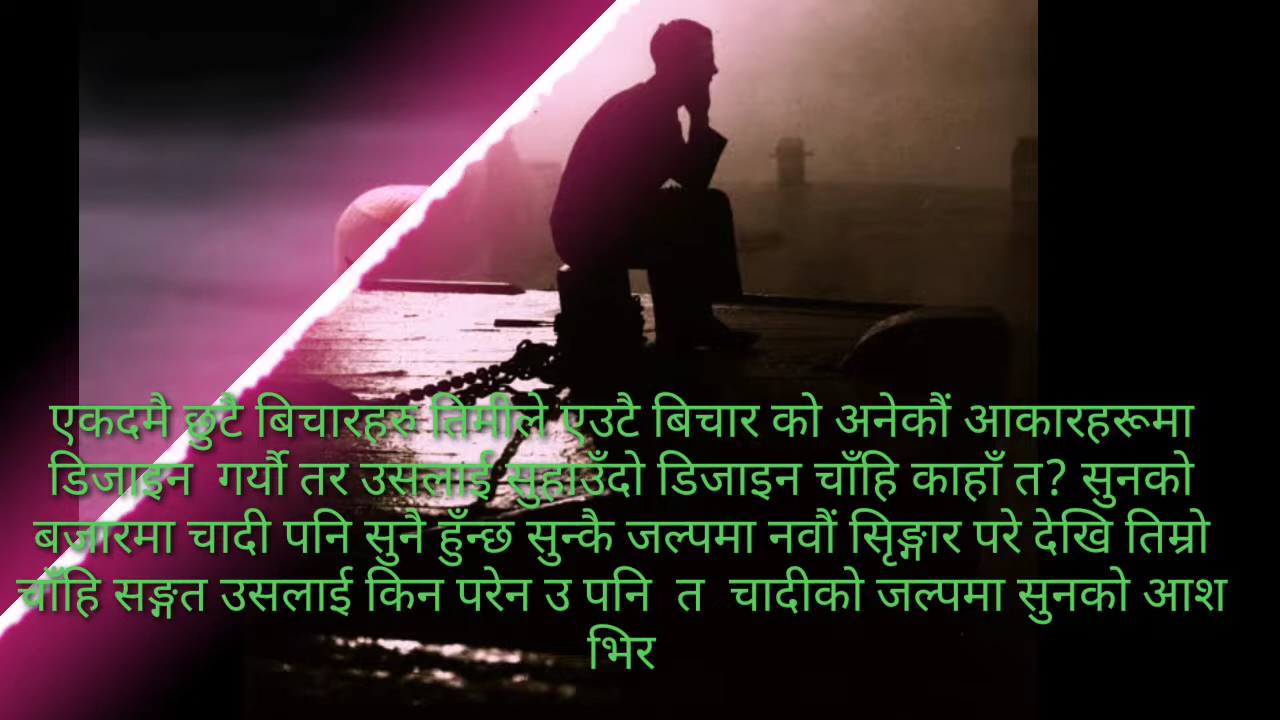 एकदमै छुटै बिचारहरु तिमीले एउटै बिचार को अनेकौं आकारहरूमा
डिजाइन  गर्यौ तर उसलाई सुहाउँदो डिजाइन चाँहि काहाँ त? सुनको
बजारमा चादी पनि सुनै हुँन्छ सुन्कै जल्पमा नवौं सिृङ्गार परे देखि तिम्रो
चाँहि सङ्गत उसलाई किन परेन उ पनि  त  चादीको जल्पमा सुनको आश
भिर